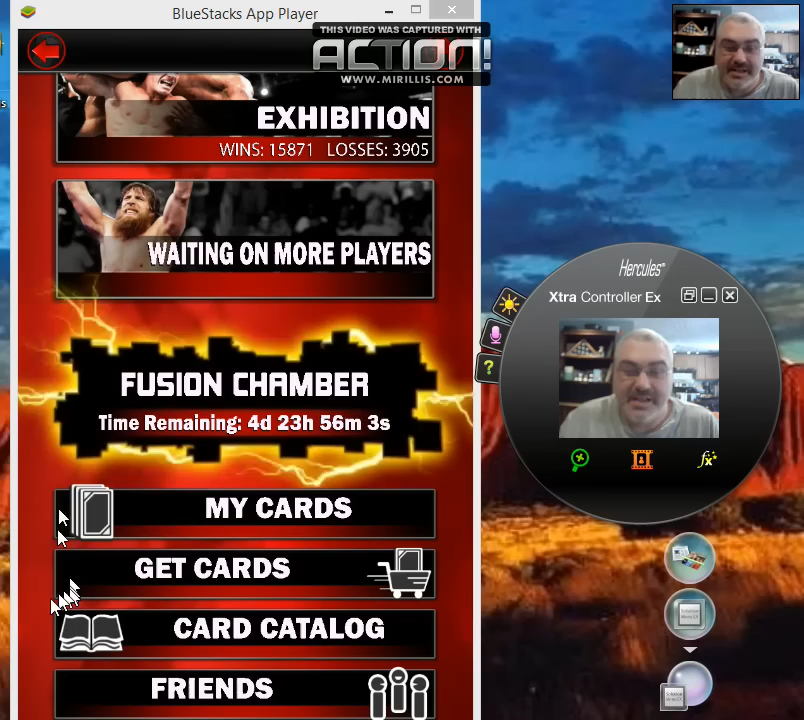 BlueStacks App Player
THIS VIDEO WAS CAPTURED WITH
ACTION!
WWW.MIRILLIS.COM
EXHIBITION
WINS: 15871 LOSSES: 3905
WAITING ON MORE PLAYERS
FUSION CHAMBER
Time Remaining: 4d 23h 56m 3s
MY CARDS
GET CARDS
CARD CATALOG
FRIENDS
Hercules
Xtra Controller Ex
?
fx
s